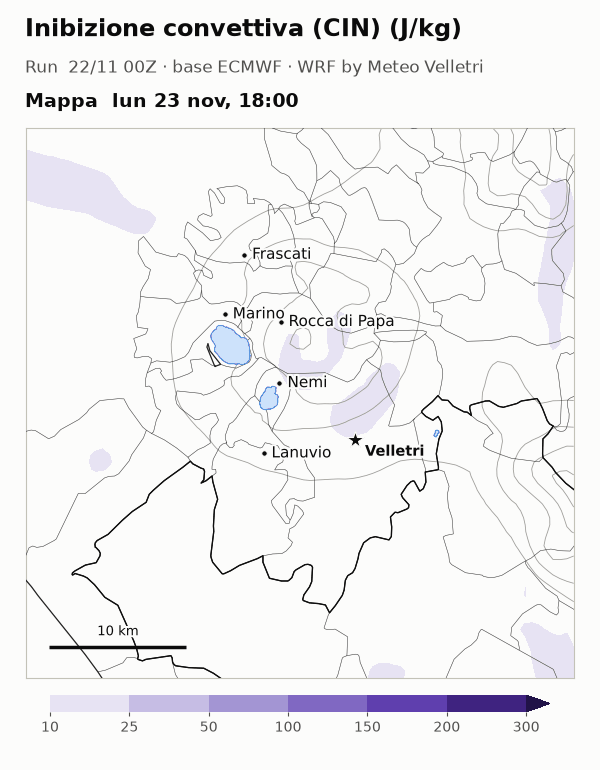 Inibizione convettiva (CIN) (J/kg)
Run  22/11 00Z · base ECMWF · WRF by Meteo Velletri
Mappa  lun 23 nov, 18:00
Frascati
Marino
Rocca di Papa
Nemi
Velletri
Lanuvio
10 km
10 25 50 100 150 200 300